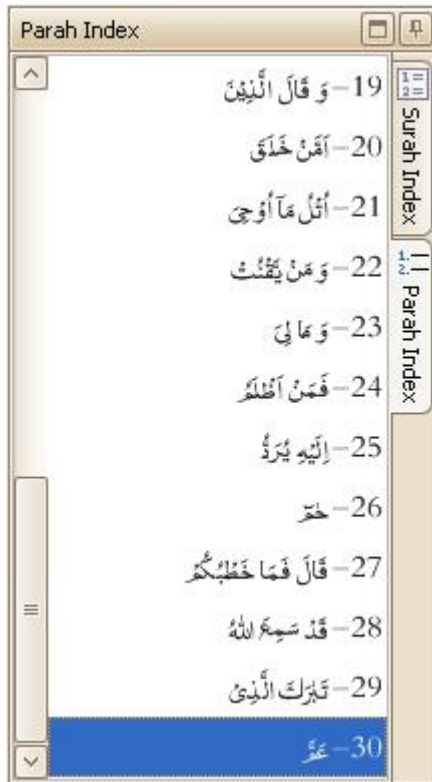 Parah Index
19– وَ قَالَ الَّذِيْنَ
20– اَمَّنْ خَلَقَ
21– اُتْلُ مَآ اُوْحِيَ
22– وَ مَنْ يَّقْنُتْ
23– وَ مَا لِيَ
24– فَمَنْ اَظْلَمُ
25– اِلَيْهِ يُرَدُّ
26– حٰمٓ
27– قَالَ فَمَا خَطْبُكُمْ
28– قَدْ سَمِعَ اللّٰهُ
29– تَبٰرَكَ الَّذِيْ
30– عَمَّ
Surah Index
Parah Index